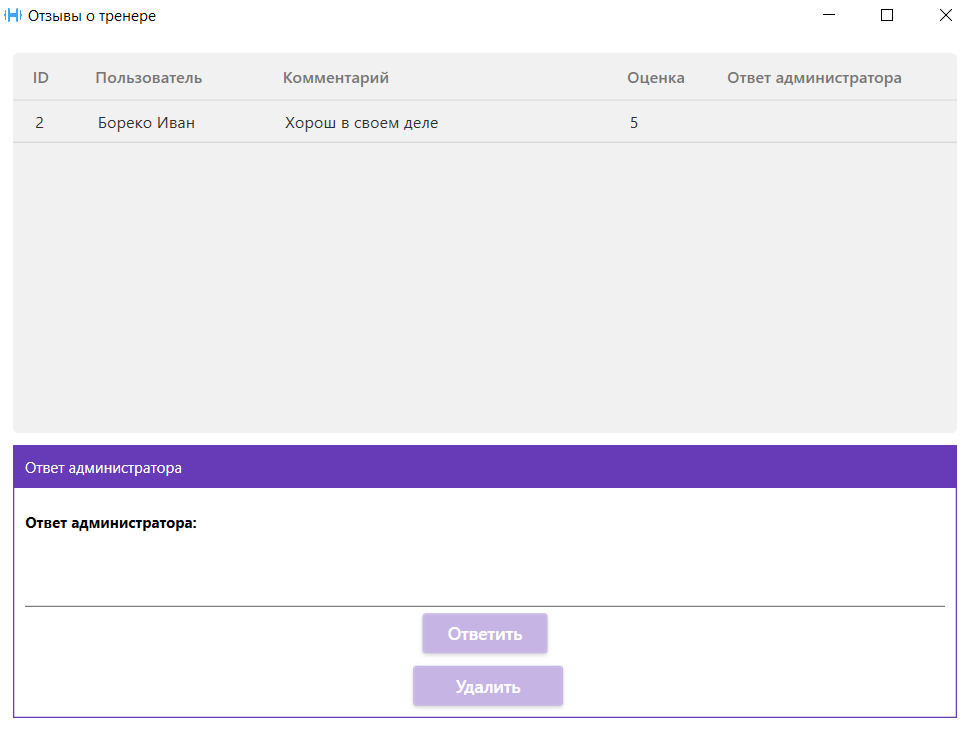 Отзывы о тренере
ID Пользователь Комментарий Оценка Ответ администратора
2 Бореко Иван Хорош в своем деле 5
Ответ администратора
Ответ администратора:
Ответить
Удалить